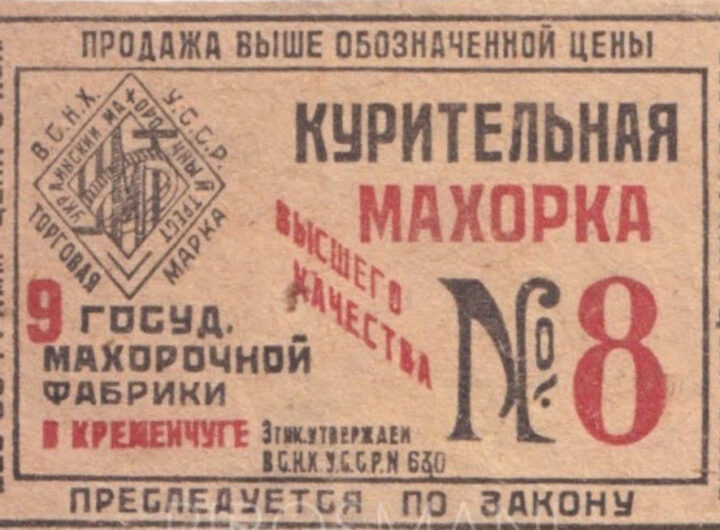 ПРОДАЖА ВЫШЕ ОБОЗНАЧЕННОЙ ЦЕНЫ
В.С.Н.Х. У.С.С.Р.
УКРАИНСКИЙ МАХОРОЧНЫЙ ТРЕСТ
ТОРГОВАЯ МАРКА
КУРИТЕЛЬНАЯ
МАХОРКА
ВЫСШЕГО
КАЧЕСТВА
№ 8
9 ГОСУД.
МАХОРОЧНОЙ
ФАБРИКИ
В КРЕМЕНЧУГЕ
Этик. утвержден
В.С.Н.Х. У.С.С.Р. N 630
ПРЕСЛЕДУЕТСЯ ПО ЗАКОНУ